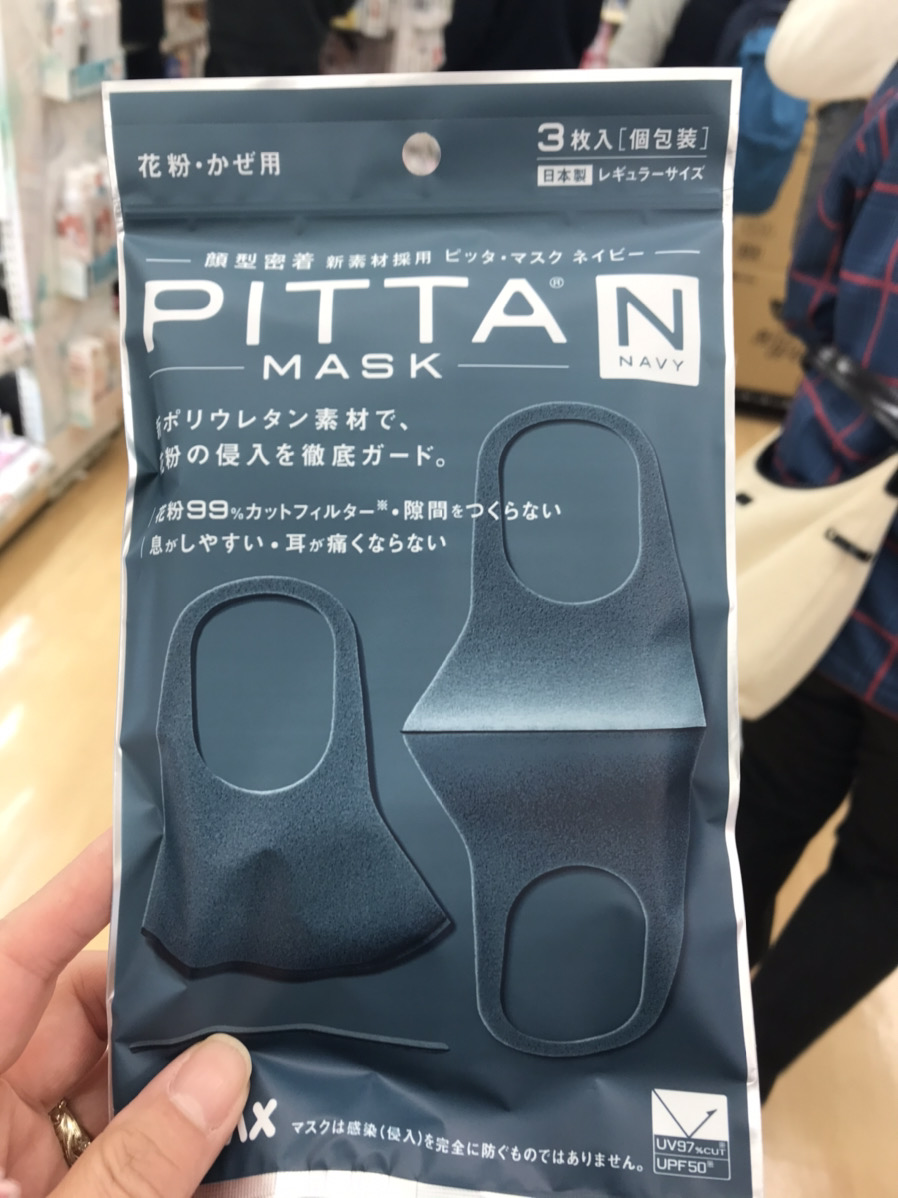 花粉・かぜ用
3枚入［個包装］
日本製 レギュラーサイズ
顔型密着 新素材採用 ピッタ・マスク ネイビー
PITTA®
MASK
N
NAVY
ポリウレタン素材で、
粉の侵入を徹底ガード。
花粉99%カットフィルター※・隙間をつくらない
息がしやすい・耳が痛くならない
マスクは感染(侵入)を完全に防ぐものではありません。
UV97%CUT※
UPF50※